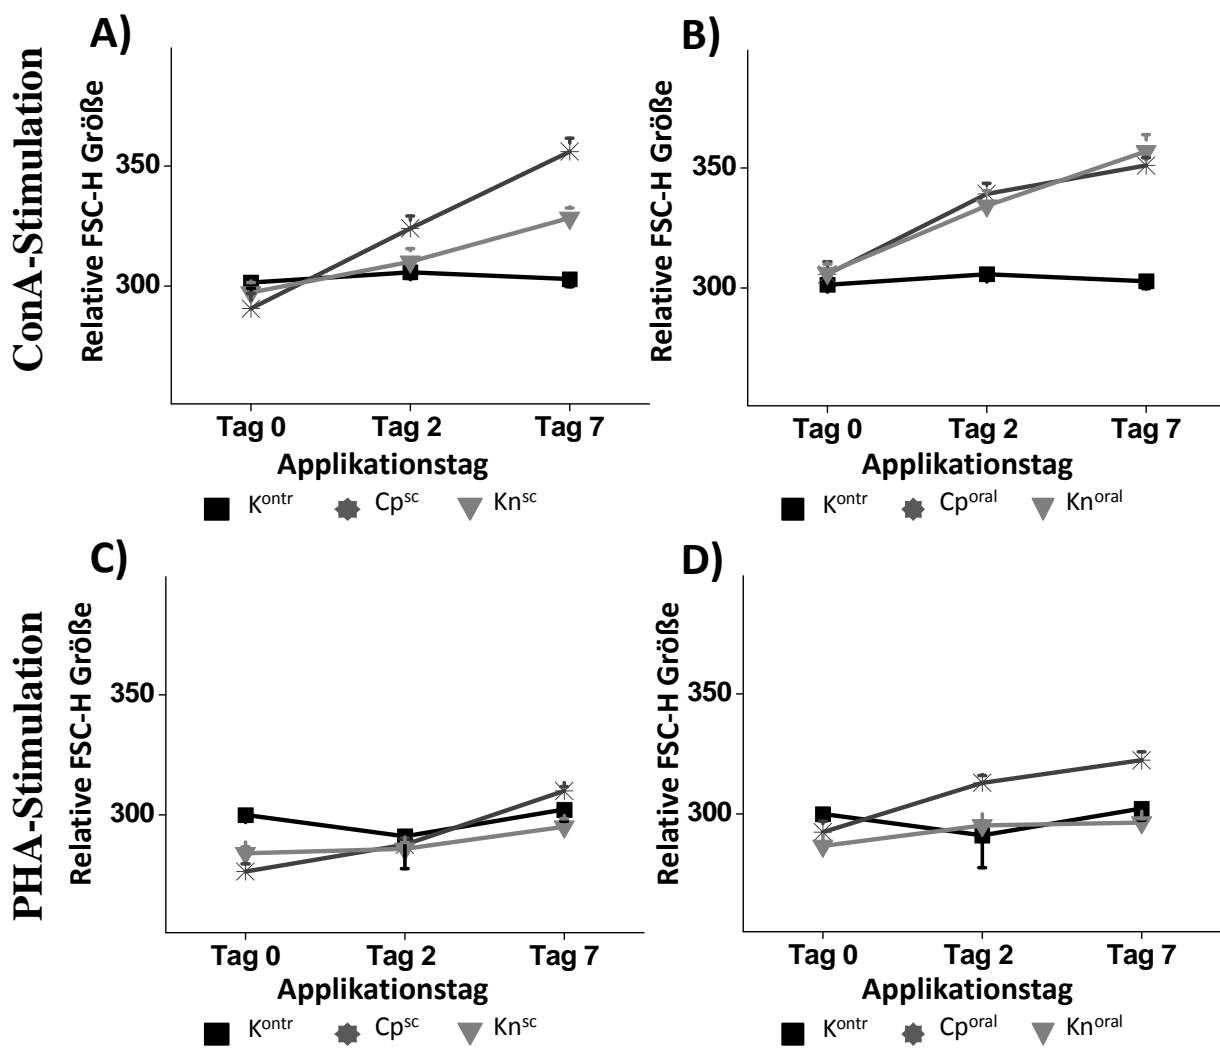 ConA-Stimulation
A)
Relative FSC-H Größe
350
300
Tag 0 Tag 2 Tag 7
Applikationstag
Kontr Cpsc Knsc
B)
Relative FSC-H Größe
350
300
Tag 0 Tag 2 Tag 7
Applikationstag
Kontr Cporal Knoral
PHA-Stimulation
C)
Relative FSC-H Größe
350
300
Tag 0 Tag 2 Tag 7
Applikationstag
Kontr Cpsc Knsc
D)
Relative FSC-H Größe
350
300
Tag 0 Tag 2 Tag 7
Applikationstag
Kontr Cporal Knoral